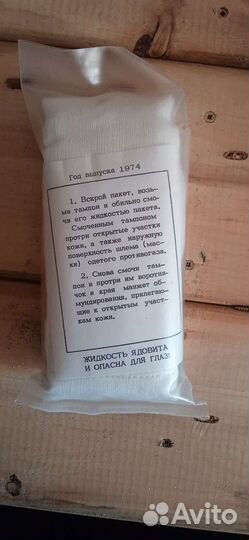 Год выпуска 1974
1. Вскрой пакет, возь-
ми тампон и обильно смо-
чи его жидкостью пакета.
Смоченным тампоном
протри открытые участки
кожи, а также наружную
поверхность шлема (мас-
ки) одетого противогаза.
2. Снова смочи там-
пон и протри им воротни-
чок и края манжет об-
мундирования, прилегаю-
щие к открытым участ-
кам кожи.
ЖИДКОСТЬ ЯДОВИТА
И ОПАСНА ДЛЯ ГЛАЗ!
Avito